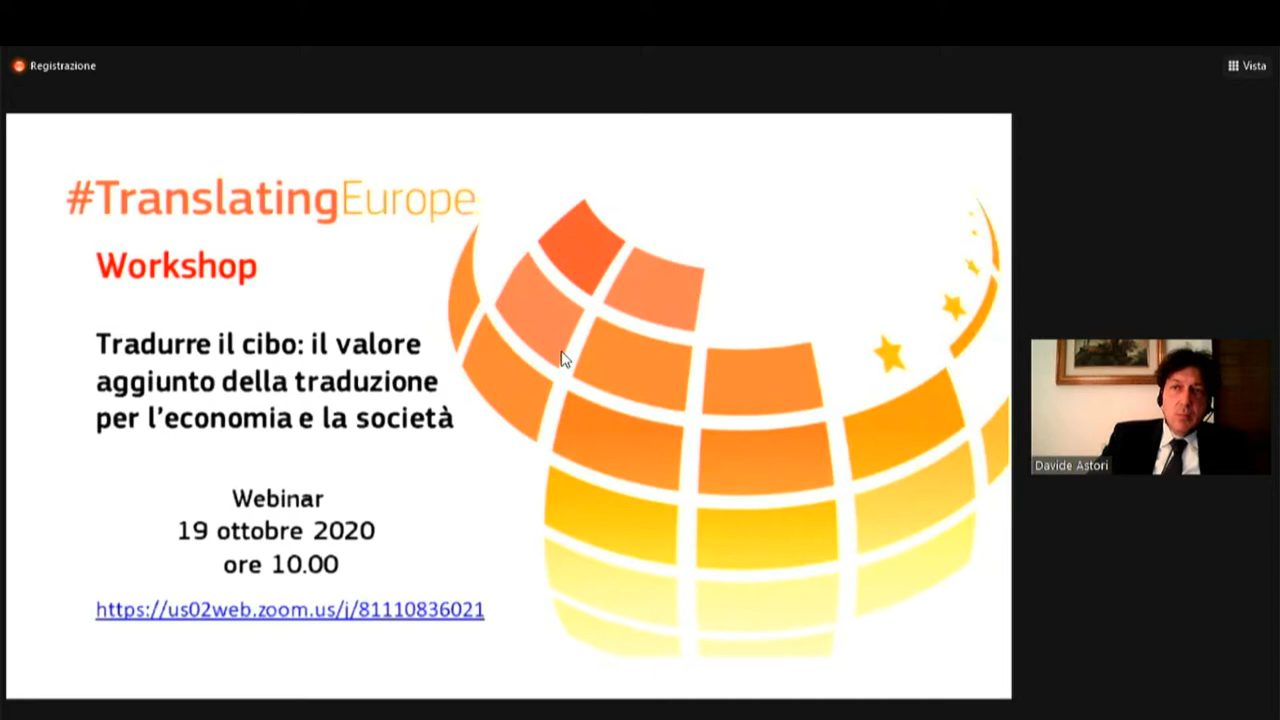 Registrazione
Vista
#TranslatingEurope
Workshop
Tradurre il cibo: il valore
aggiunto della traduzione
per l'economia e la società
Webinar
19 ottobre 2020
ore 10.00
https://us02web.zoom.us/j/81110836021
Davide Astori